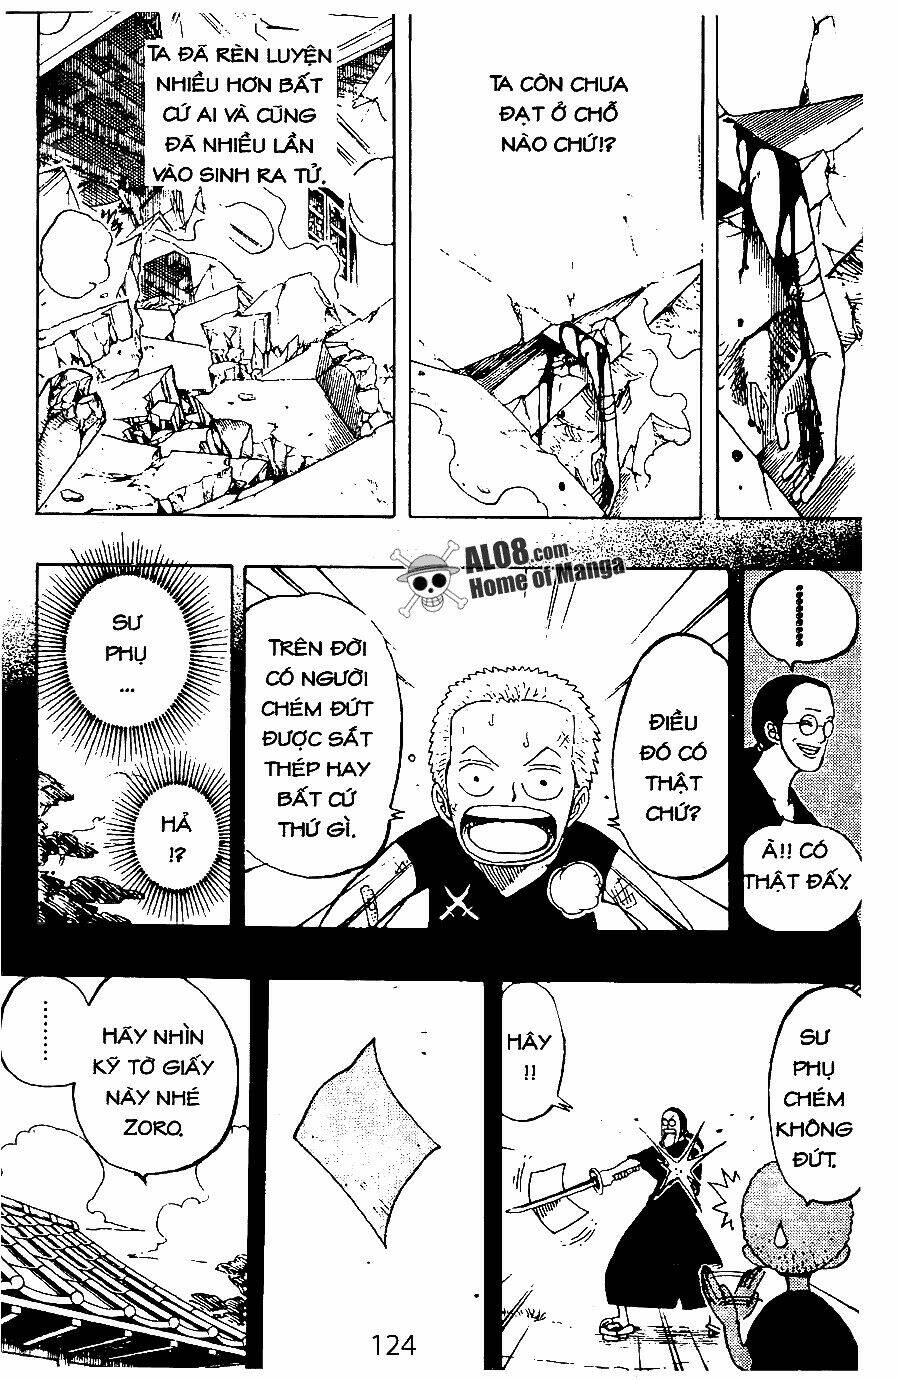 TA ĐÃ RÈN LUYỆN
NHIỀU HƠN BẤT
CỨ AI VÀ CŨNG
ĐÃ NHIỀU LẦN
VÀO SINH RA TỬ.
TA CÒN CHƯA
ĐẠT Ở CHỖ
NÀO CHỨ!?
AL08.com
Home of Manga
SƯ
PHỤ
...
HẢ
!?
TRÊN ĐỜI
CÓ NGƯỜI
CHÉM ĐỨT
ĐƯỢC SẮT
THÉP HAY
BẤT CỨ
THỨ GÌ.
ĐIỀU
ĐÓ CÓ
THẬT
CHỨ?
.........
À!! CÓ
THẬT ĐẤY.
.......
HÃY NHÌN
KỸ TỜ GIẤY
NÀY NHÉ
ZORO.
HÂY
!!
SƯ
PHỤ
CHÉM
KHÔNG
ĐỨT.
124